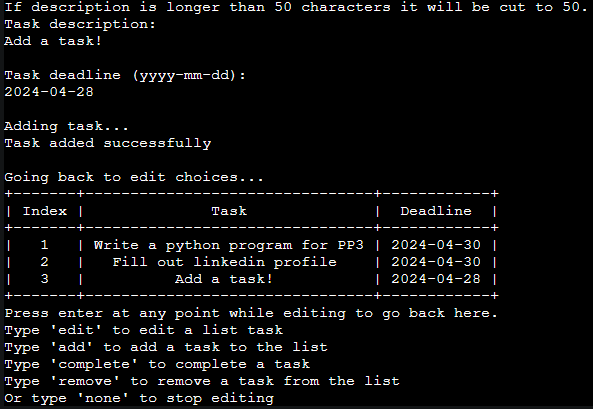 If description is longer than 50 characters it will be cut to 50.
Task description:
Add a task!
Task deadline (yyyy-mm-dd):
2024-04-28
Adding task...
Task added successfully
Going back to edit choices...
+-------+--------------------------------+------------+
| Index |              Task              |  Deadline  |
+-------+--------------------------------+------------+
|   1   | Write a python program for PP3 | 2024-04-30 |
|   2   |   Fill out linkedin profile    | 2024-04-30 |
|   3   |          Add a task!           | 2024-04-28 |
+-------+--------------------------------+------------+
Press enter at any point while editing to go back here.
Type 'edit' to edit a list task
Type 'add' to add a task to the list
Type 'complete' to complete a task
Type 'remove' to remove a task from the list
Or type 'none' to stop editing